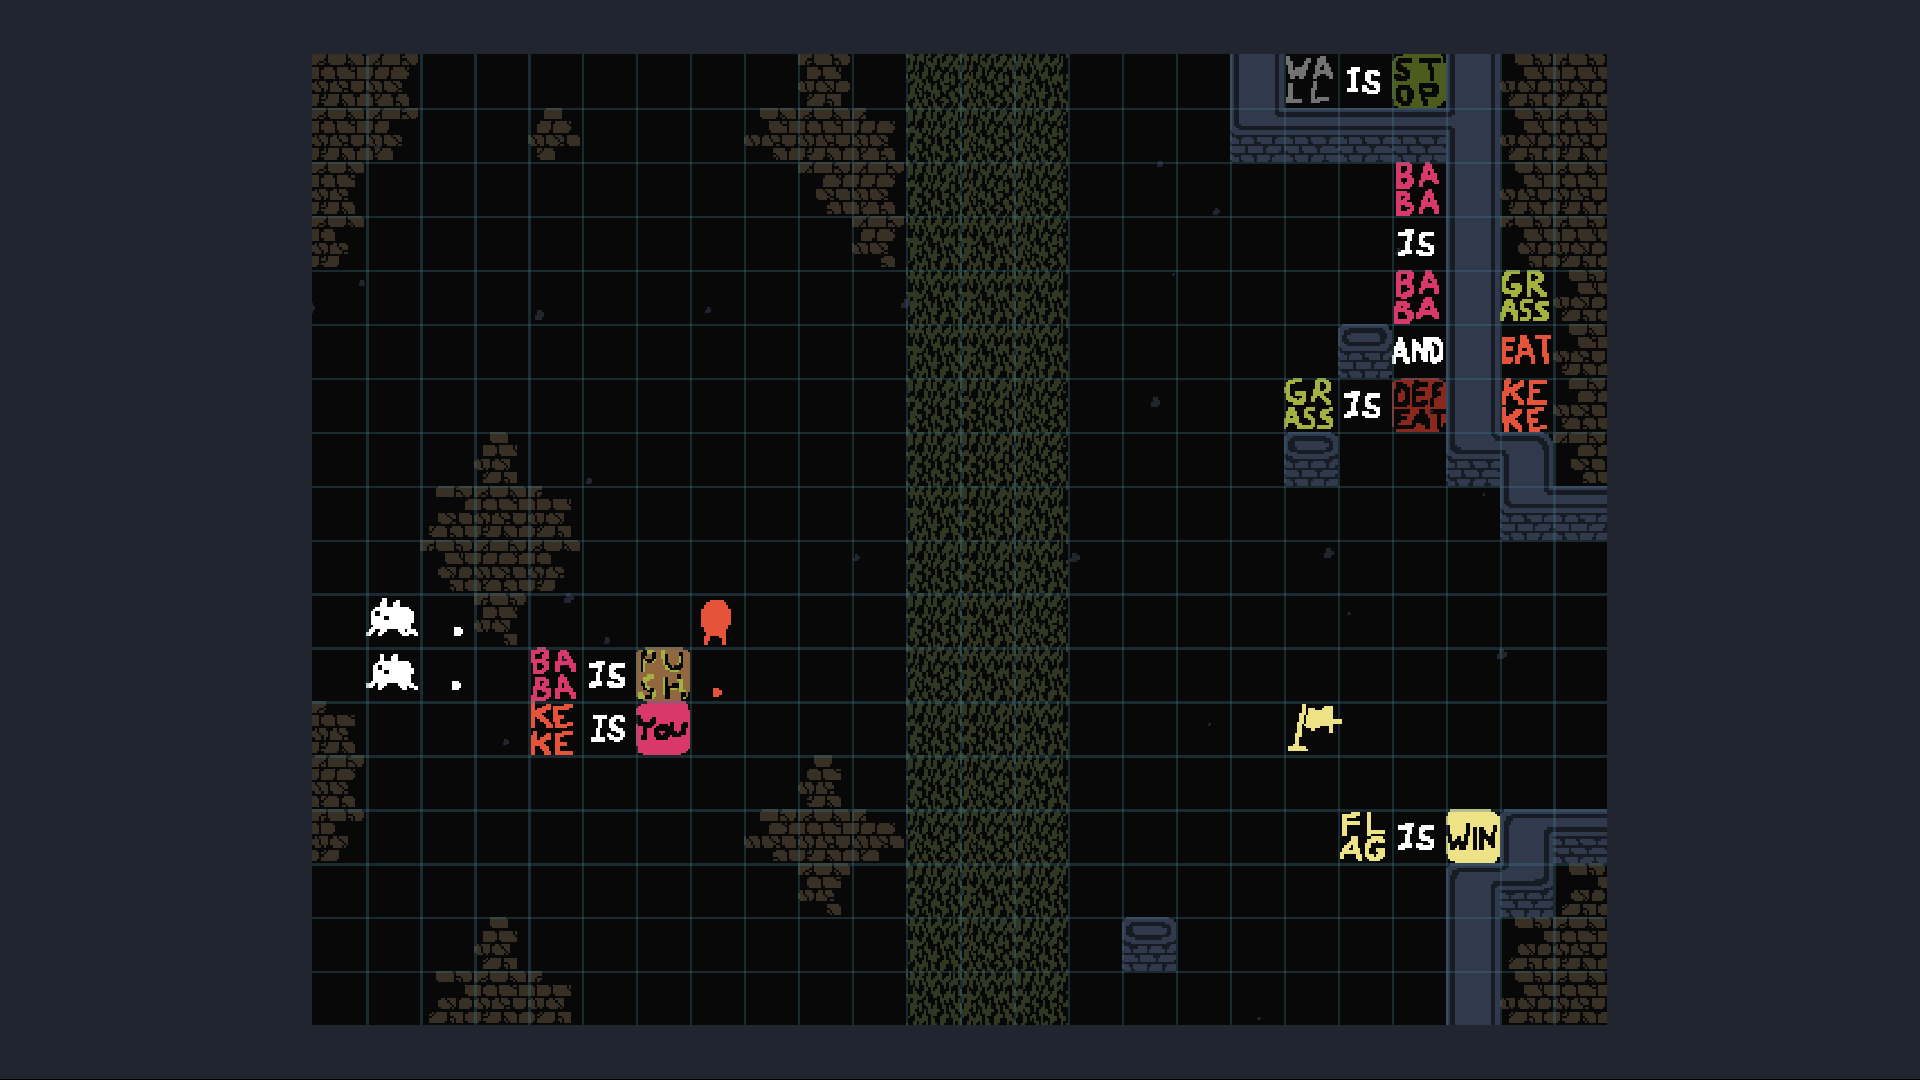 WALL IS STOP
BABA
IS
BABA
AND
GRASS
EAT
KEKE
GRASS IS DEFEAT
BABA IS PUSH
KEKE IS YOU
FLAG IS WIN